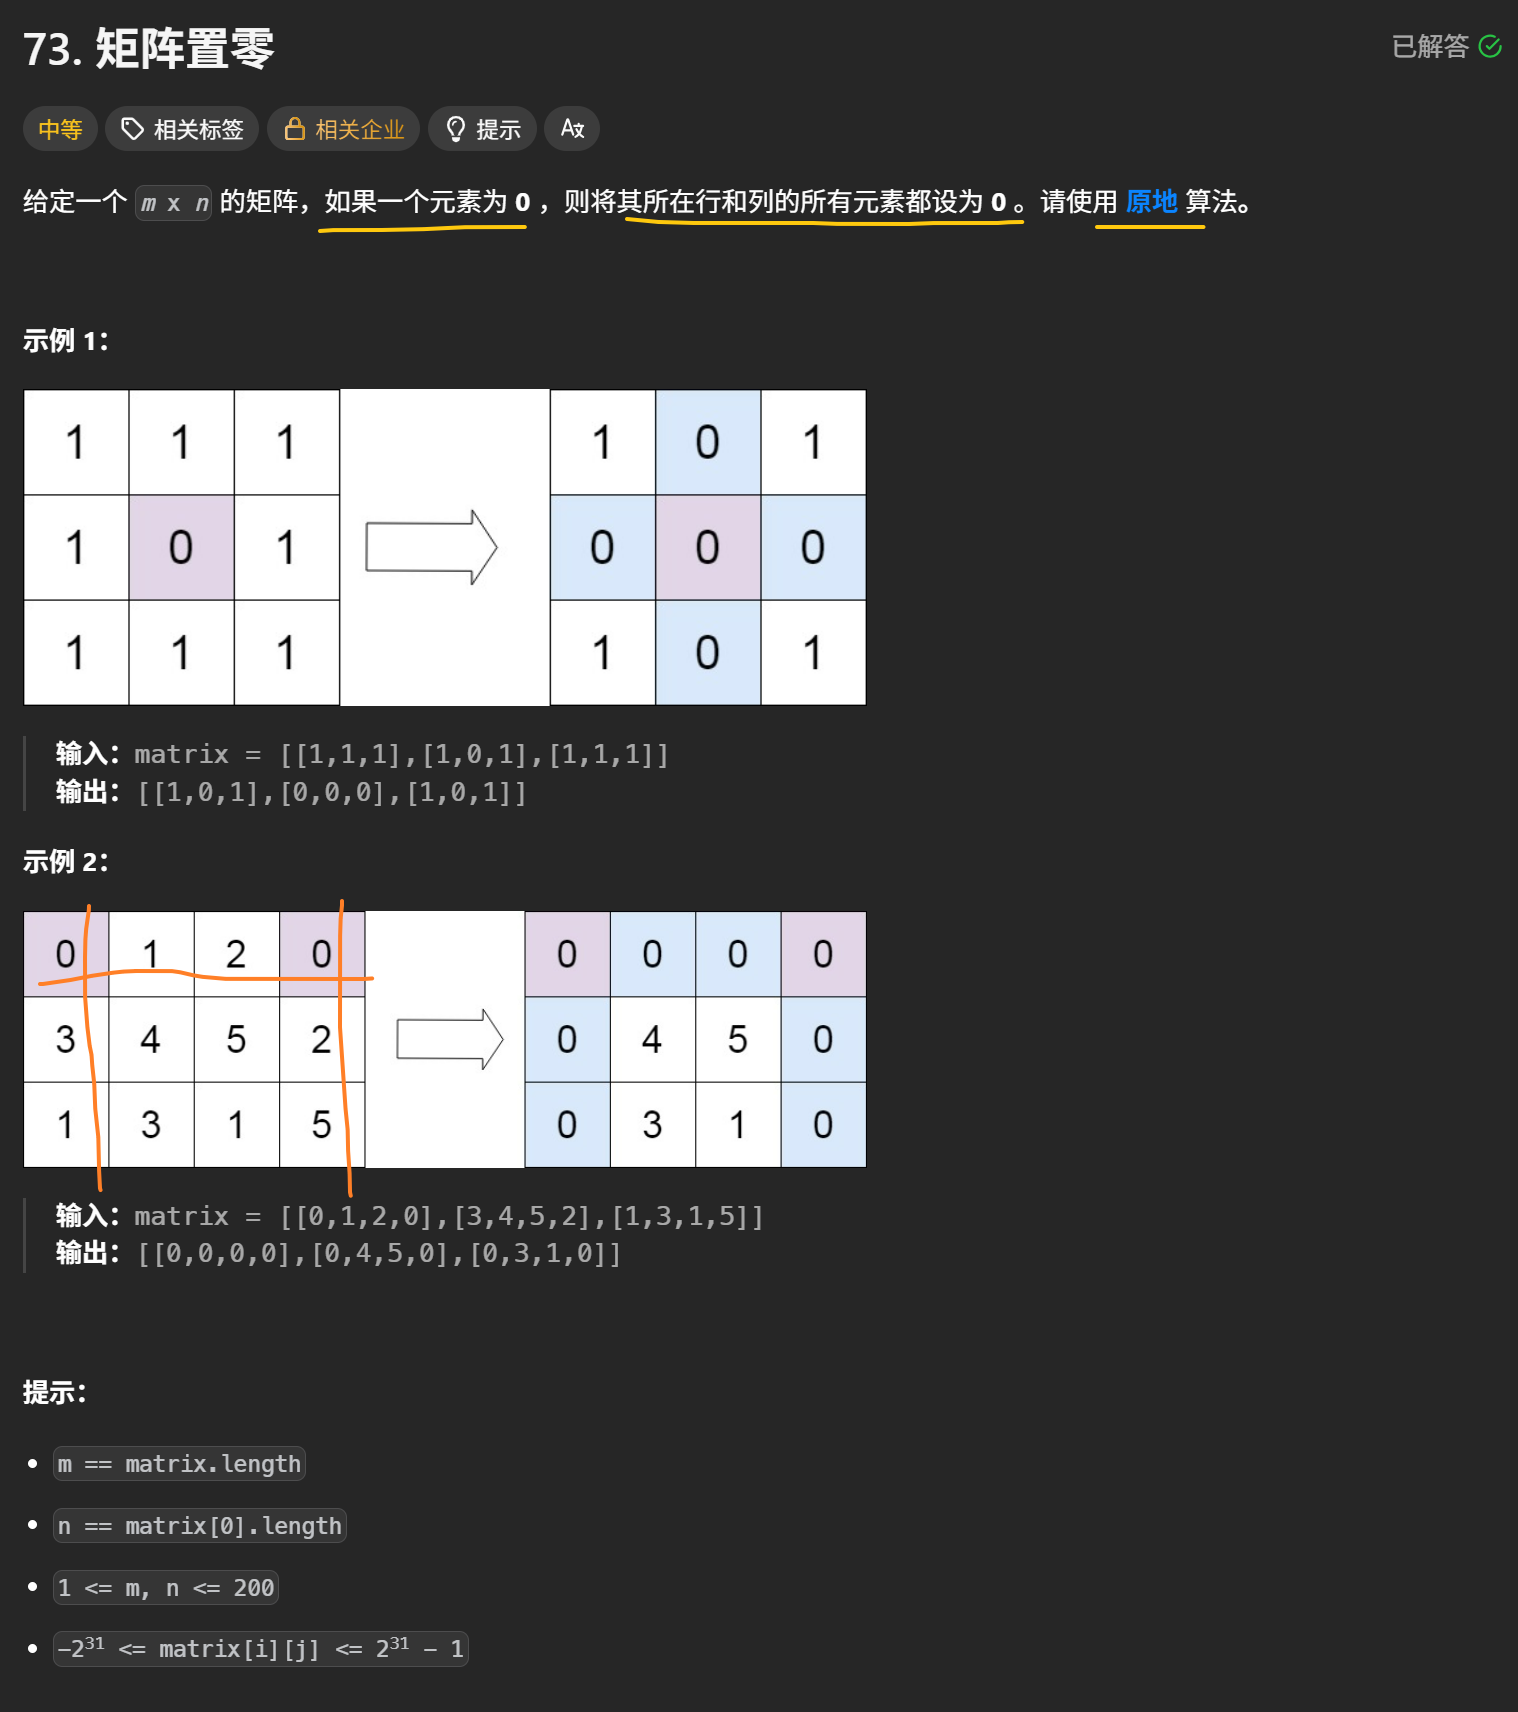 73. 矩阵置零
已解答
中等 相关标签 相关企业 提示
给定一个 m x n 的矩阵，如果一个元素为 0 ，则将其所在行和列的所有元素都设为 0 。请使用 原地 算法。
示例 1：
1 1 1 1 0 1
1 0 1 0 0 0
1 1 1 1 0 1
输入：matrix = [[1,1,1],[1,0,1],[1,1,1]]
输出：[[1,0,1],[0,0,0],[1,0,1]]
示例 2：
0 1 2 0 0 0 0 0
3 4 5 2 0 4 5 0
1 3 1 5 0 3 1 0
输入：matrix = [[0,1,2,0],[3,4,5,2],[1,3,1,5]]
输出：[[0,0,0,0],[0,4,5,0],[0,3,1,0]]
提示：
m == matrix.length
n == matrix[0].length
1 <= m, n <= 200
−2³¹ <= matrix[i][j] <= 2³¹ − 1